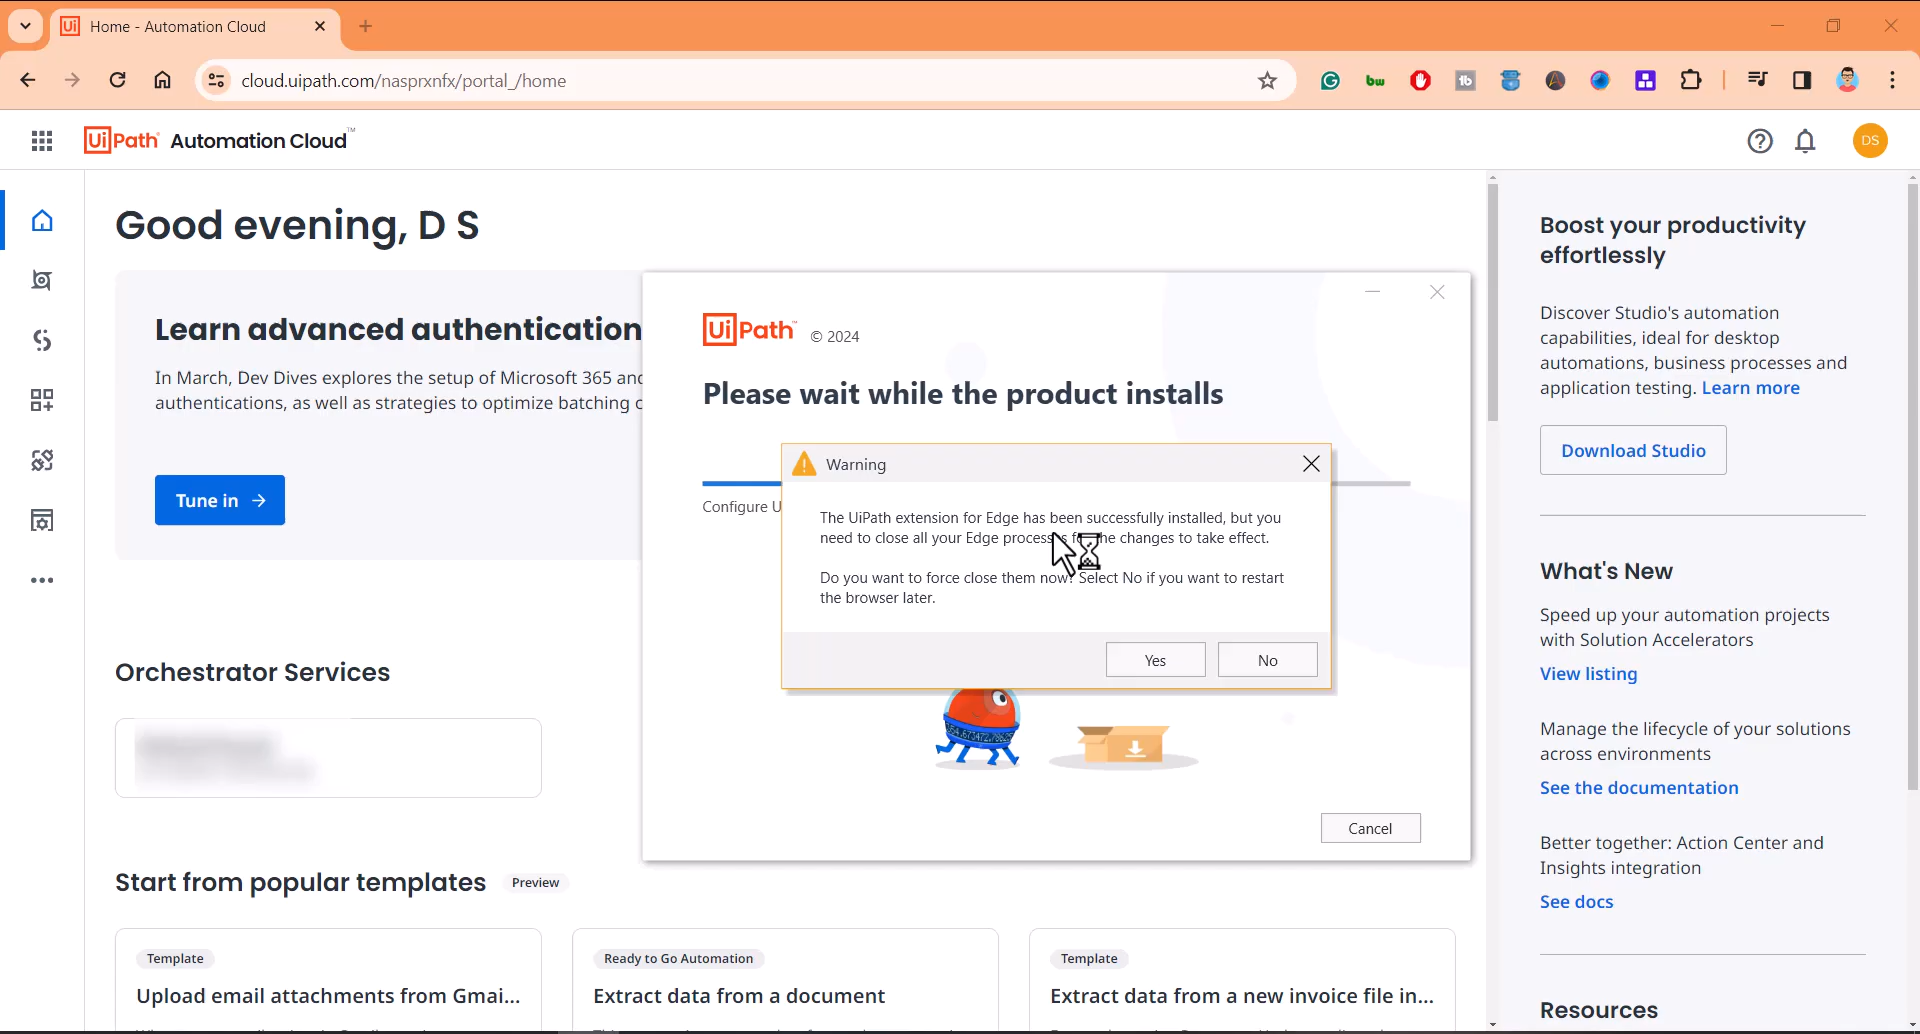 Home - Automation Cloud
cloud.uipath.com/nasprxnfx/portal_/home
UiPath™ Automation Cloud™
DS
Good evening, D S
Learn advanced authentication
In March, Dev Dives explores the setup of Microsoft 365 and
authentications, as well as strategies to optimize batching
Tune in
Orchestrator Services
Start from popular templates
Preview
Template
Upload email attachments from Gmai...
Ready to Go Automation
Extract data from a document
Template
Extract data from a new invoice file in...
UiPath™ © 2024
Please wait while the product installs
Configure
Warning
The UiPath extension for Edge has been successfully installed, but you
need to close all your Edge changes to take effect.
Do you want to force close them now? Select No if you want to restart
the browser later.
Yes
No
Cancel
Boost your productivity
effortlessly
Discover Studio's automation
capabilities, ideal for desktop
automations, business processes and
application testing. Learn more
Download Studio
What's New
Speed up your automation projects
with Solution Accelerators
View listing
Manage the lifecycle of your solutions
across environments
See the documentation
Better together: Action Center and
Insights integration
See docs
Resources